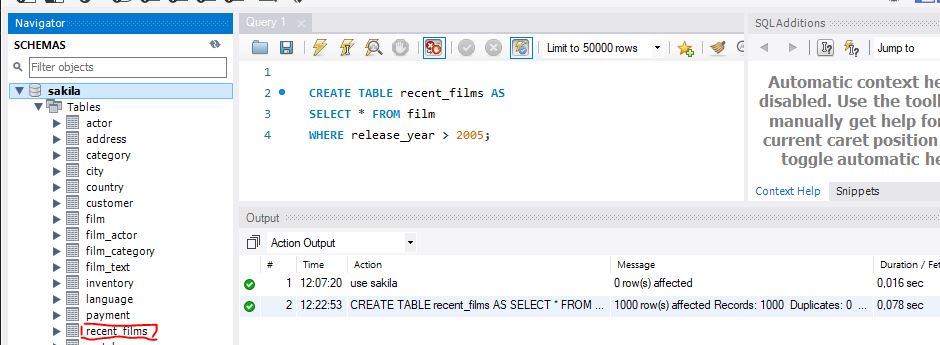 Navigator
SCHEMAS
Filter objects
sakila
Tables
actor
address
category
city
country
customer
film
film_actor
film_category
film_text
inventory
language
payment
recent_films
Query 1
Limit to 50000 rows
1
2 CREATE TABLE recent_films AS
3 SELECT * FROM film
4 WHERE release_year > 2005;
SQLAdditions
Jump to
Automatic context he
disabled. Use the tool
manually get help for
current caret position
toggle automatic he
Context Help Snippets
Output
Action Output
# Time Action Message Duration / Fet
1 12:07:20 use sakila 0 row(s) affected 0,016 sec
2 12:22:53 CREATE TABLE recent_films AS SELECT * FROM ... 1000 row(s) affected Records: 1000 Duplicates: 0 ... 0,078 sec